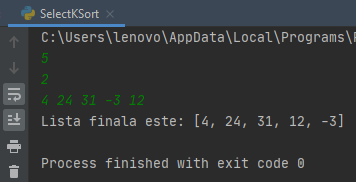 SelectKSort
C:\Users\lenovo\AppData\Local\Programs\
5
2
4 24 31 -3 12
Lista finala este: [4, 24, 31, 12, -3]
Process finished with exit code 0